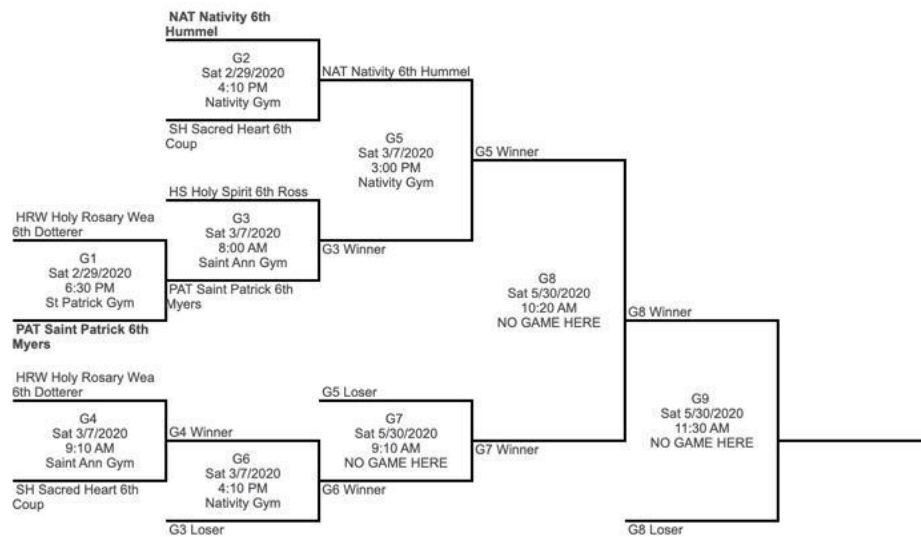 NAT Nativity 6th
Hummel
G2
Sat 2/29/2020
4:10 PM
Nativity Gym
SH Sacred Heart 6th
Coup
NAT Nativity 6th Hummel
G5
Sat 3/7/2020
3:00 PM
Nativity Gym
G5 Winner
HS Holy Spirit 6th Ross
G3
Sat 3/7/2020
8:00 AM
Saint Ann Gym
G3 Winner
HRW Holy Rosary Wea
6th Dotterer
G1
Sat 2/29/2020
6:30 PM
St Patrick Gym
PAT Saint Patrick 6th
Myers
PAT Saint Patrick 6th
Myers
G8
Sat 5/30/2020
10:20 AM
NO GAME HERE
G8 Winner
HRW Holy Rosary Wea
6th Dotterer
G4
Sat 3/7/2020
9:10 AM
Saint Ann Gym
SH Sacred Heart 6th
Coup
G4 Winner
G6
Sat 3/7/2020
4:10 PM
Nativity Gym
G3 Loser
G5 Loser
G7
Sat 5/30/2020
9:10 AM
NO GAME HERE
G6 Winner
G7 Winner
G9
Sat 5/30/2020
11:30 AM
NO GAME HERE
G8 Loser